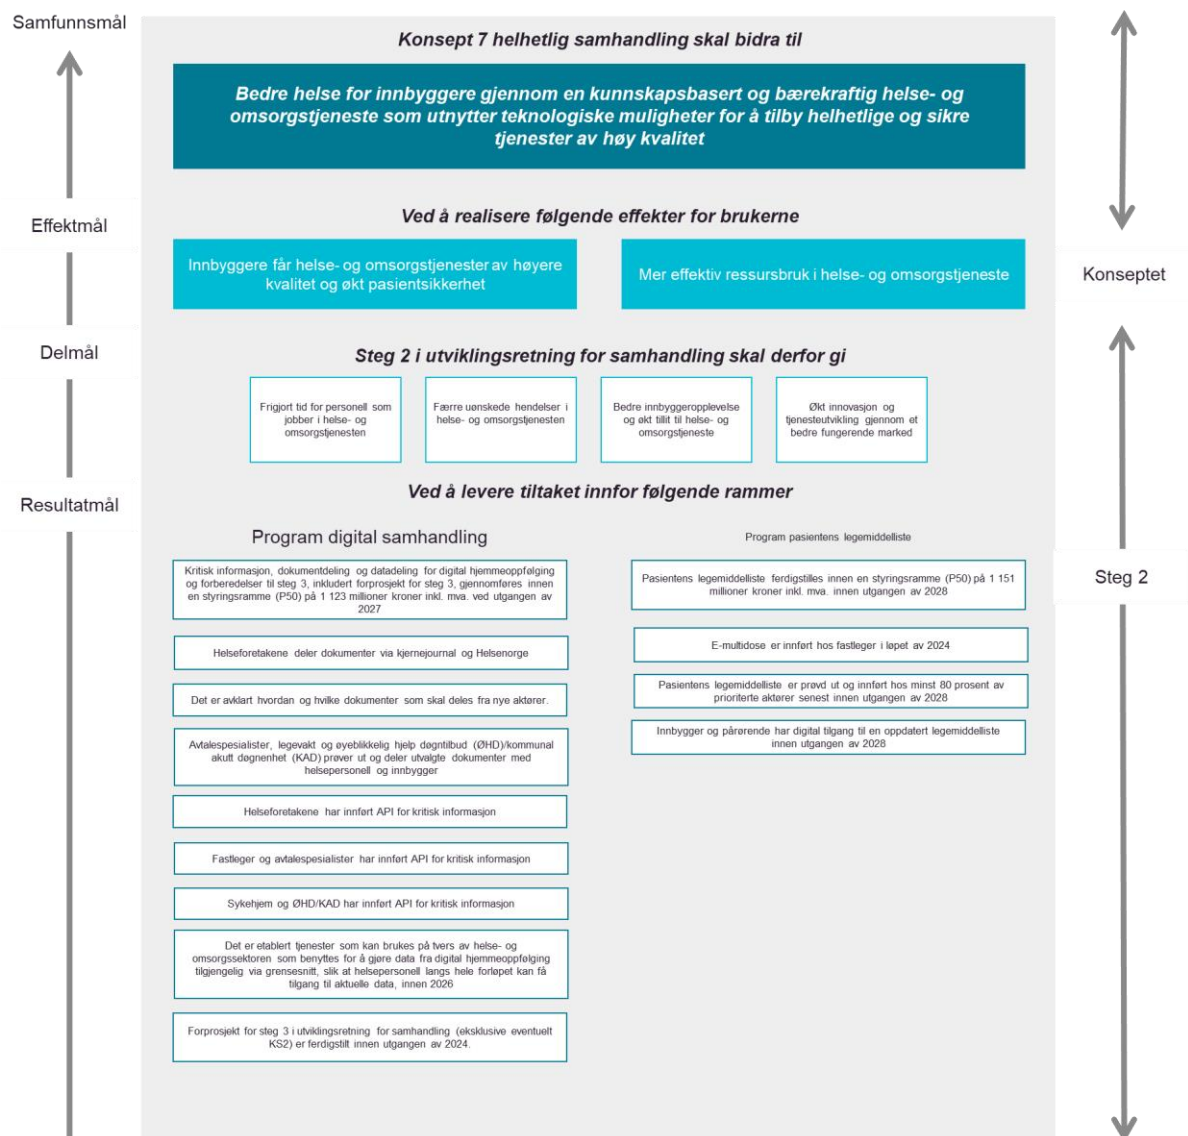 Samfunnsmål
Konsept 7 helhetlig samhandling skal bidra til
Bedre helse for innbyggere gjennom en kunnskapsbasert og bærekraftig helse- og
omsorgstjeneste som utnytter teknologiske muligheter for å tilby helhetlige og sikre
tjenester av høy kvalitet
Effektmål
Ved å realisere følgende effekter for brukerne
Innbyggere får helse- og omsorgstjenester av høyere
kvalitet og økt pasientsikkerhet
Mer effektiv ressursbruk i helse- og omsorgstjeneste
Konseptet
Delmål
Steg 2 i utviklingsretning for samhandling skal derfor gi
Frigjort tid for personell som
jobber i helse- og
omsorgstjenesten
Færre uønskede hendelser i
helse- og omsorgstjenesten
Bedre innbyggeropplevelse
og økt tillit til helse- og
omsorgstjeneste
Økt innovasjon og
tjenesteutvikling gjennom et
bedre fungerende marked
Resultatmål
Ved å levere tiltaket innfor følgende rammer
Program digital samhandling
Kritisk informasjon, dokumentdeling og datadeling for digital hjemmeoppfølging
og forberedelser til steg 3, inkludert forprosjekt for steg 3, gjennomføres innen
en styringsramme (P50) på 1 123 millioner kroner inkl. mva. ved utgangen av
2027
Helseforetakene deler dokumenter via kjernejournal og Helsenorge
Det er avklart hvordan og hvilke dokumenter som skal deles fra nye aktører.
Avtalespesialister, legevakt og øyeblikkelig hjelp døgntilbud (ØHD)/kommunal
akutt døgnenhet (KAD) prøver ut og deler utvalgte dokumenter med
helsepersonell og innbygger
Helseforetakene har innført API for kritisk informasjon
Fastleger og avtalespesialister har innført API for kritisk informasjon
Sykehjem og ØHD/KAD har innført API for kritisk informasjon
Det er etablert tjenester som kan brukes på tvers av helse- og
omsorgssektoren som benyttes for å gjøre data fra digital hjemmeoppfølging
tilgjengelig via grensesnitt, slik at helsepersonell langs hele forløpet kan få
tilgang til aktuelle data, innen 2026
Forprosjekt for steg 3 i utviklingsretning for samhandling (eksklusive eventuelt
KS2) er ferdigstilt innen utgangen av 2024.
Program pasientens legemiddelliste
Pasientens legemiddelliste ferdigstilles innen en styringsramme (P50) på 1 151
millioner kroner inkl. mva. innen utgangen av 2028
E-multidose er innført hos fastleger i løpet av 2024
Pasientens legemiddelliste er prøvd ut og innført hos minst 80 prosent av
prioriterte aktører senest innen utgangen av 2028
Innbygger og pårørende har digital tilgang til en oppdatert legemiddelliste
innen utgangen av 2028
Steg 2